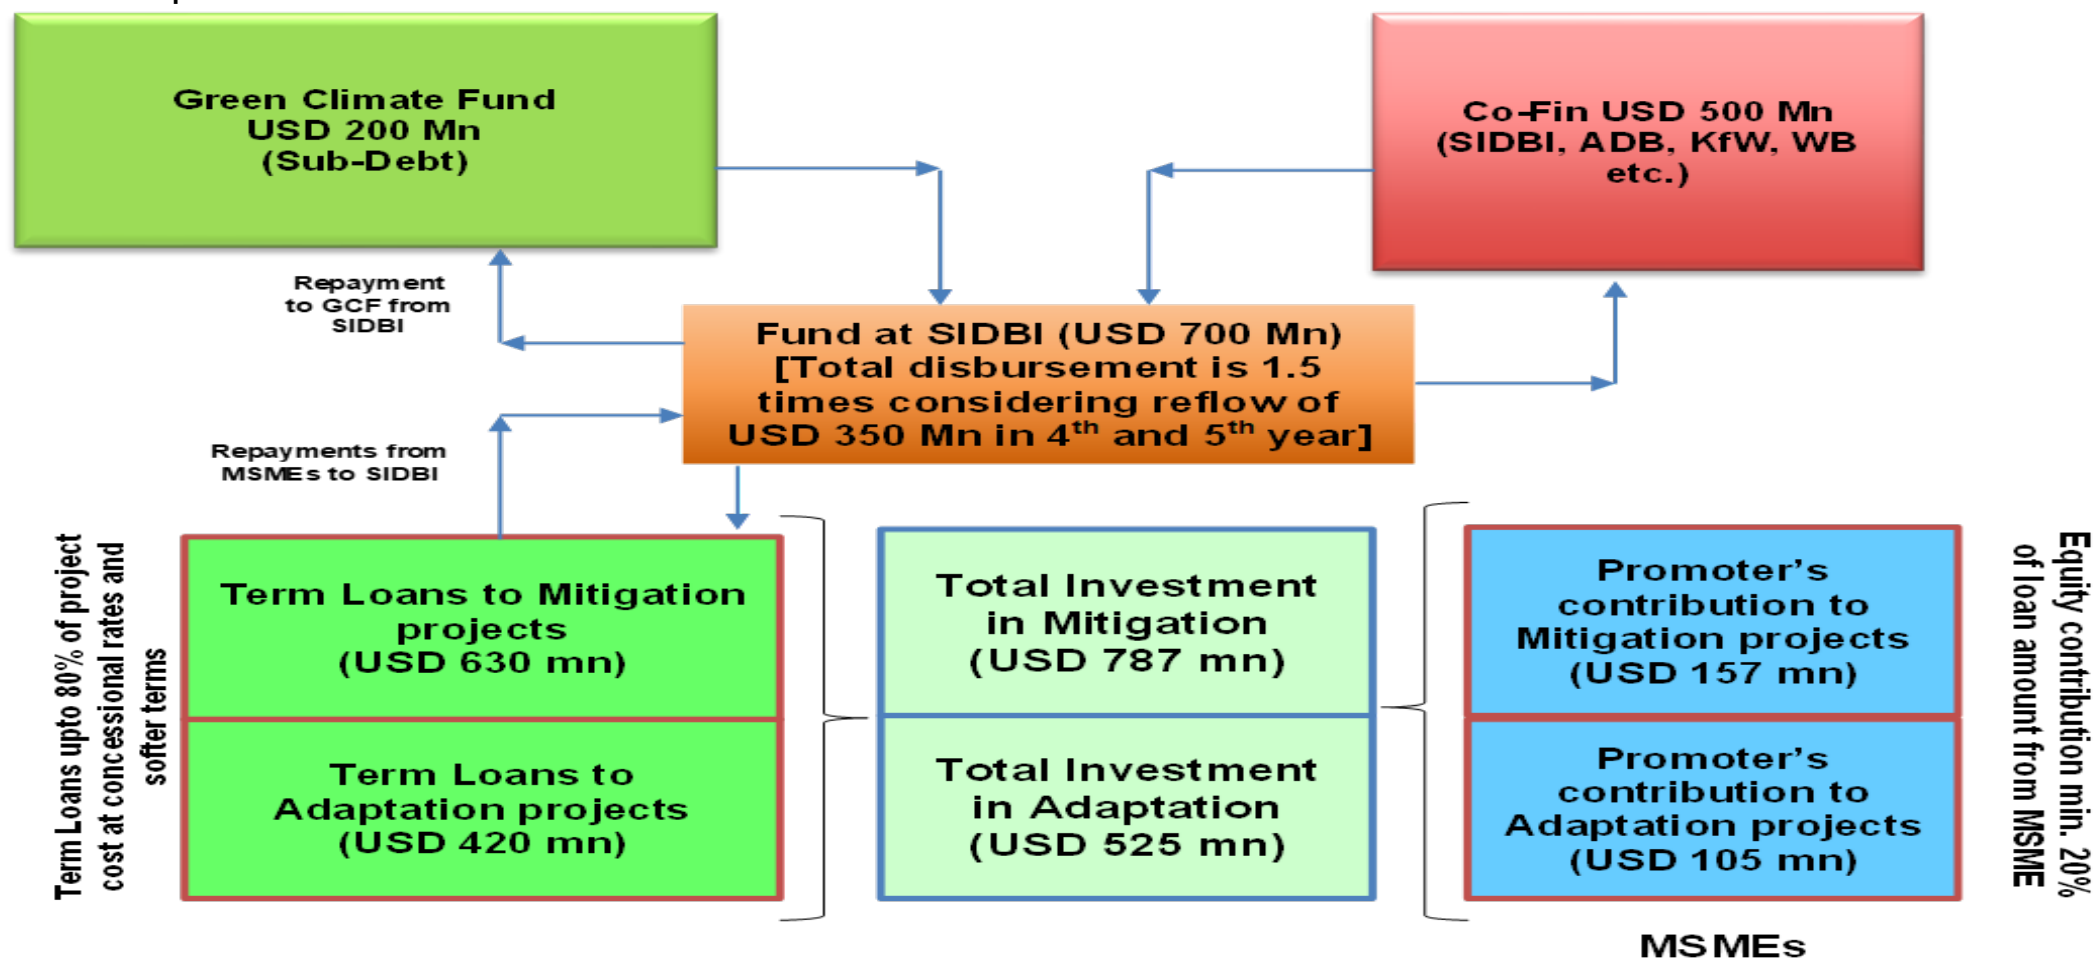 Green Climate Fund
USD 200 Mn
(Sub-Debt)
Co-Fin USD 500 Mn
(SIDBI, ADB, KfW, WB
etc.)
Repayment
to GCF from
SIDBI
Fund at SIDBI (USD 700 Mn)
[Total disbursement is 1.5
times considering reflow of
USD 350 Mn in 4th and 5th year]
Repayments from
MSMEs to SIDBI
Term Loans upto 80% of project
cost at concessional rates and
softer terms
Term Loans to Mitigation
projects
(USD 630 mn)
Term Loans to
Adaptation projects
(USD 420 mn)
Total Investment
in Mitigation
(USD 787 mn)
Total Investment
in Adaptation
(USD 525 mn)
Promoter's
contribution to
Mitigation projects
(USD 157 mn)
Promoter's
contribution to
Adaptation projects
(USD 105 mn)
Equity contribution min. 20%
of loan amount from MSME
MSMEs